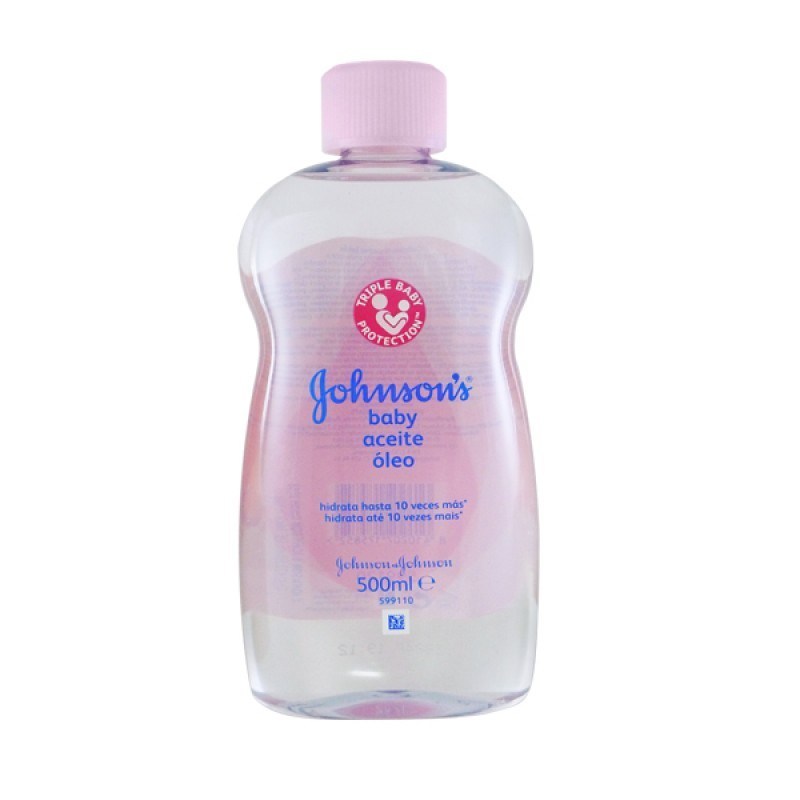 TRIPLE BABY
PROTECTION™
Johnson's®
baby
aceite
óleo
hidrata hasta 10 veces más*
hidrata até 10 vezes mais*
Johnson & Johnson
500ml ℮
599110